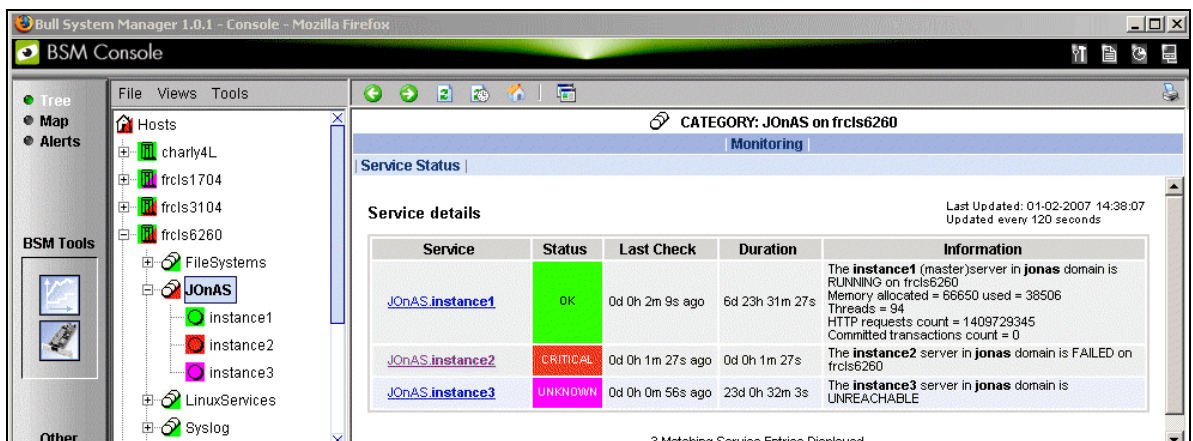 Bull System Manager 1.0.1 - Console - Mozilla Firefox
BSM Console
Tree
Map
Alerts
BSM Tools
Other
File Views Tools
Hosts
charly4L
frcls1704
frcls3104
frcls6260
FileSystems
JOnAS
instance1
instance2
instance3
LinuxServices
Syslog
CATEGORY: JOnAS on frcls6260
Monitoring
Service Status
Service details
Last Updated: 01-02-2007 14:38:07
Updated every 120 seconds
Service Status Last Check Duration Information
JOnAS.instance1 OK 0d 0h 2m 9s ago 6d 23h 31m 27s
The instance1 (master)server in jonas domain is
RUNNING on frcls6260
Memory allocated = 66650 used = 38506
Threads = 94
HTTP requests count = 1409729345
Committed transactions count = 0
JOnAS.instance2 CRITICAL 0d 0h 1m 27s ago 0d 0h 1m 27s
The instance2 server in jonas domain is FAILED on
frcls6260
JOnAS.instance3 UNKNOWN 0d 0h 0m 56s ago 23d 0h 32m 3s
The instance3 server in jonas domain is
UNREACHABLE
3 Matching Service Entries Displayed